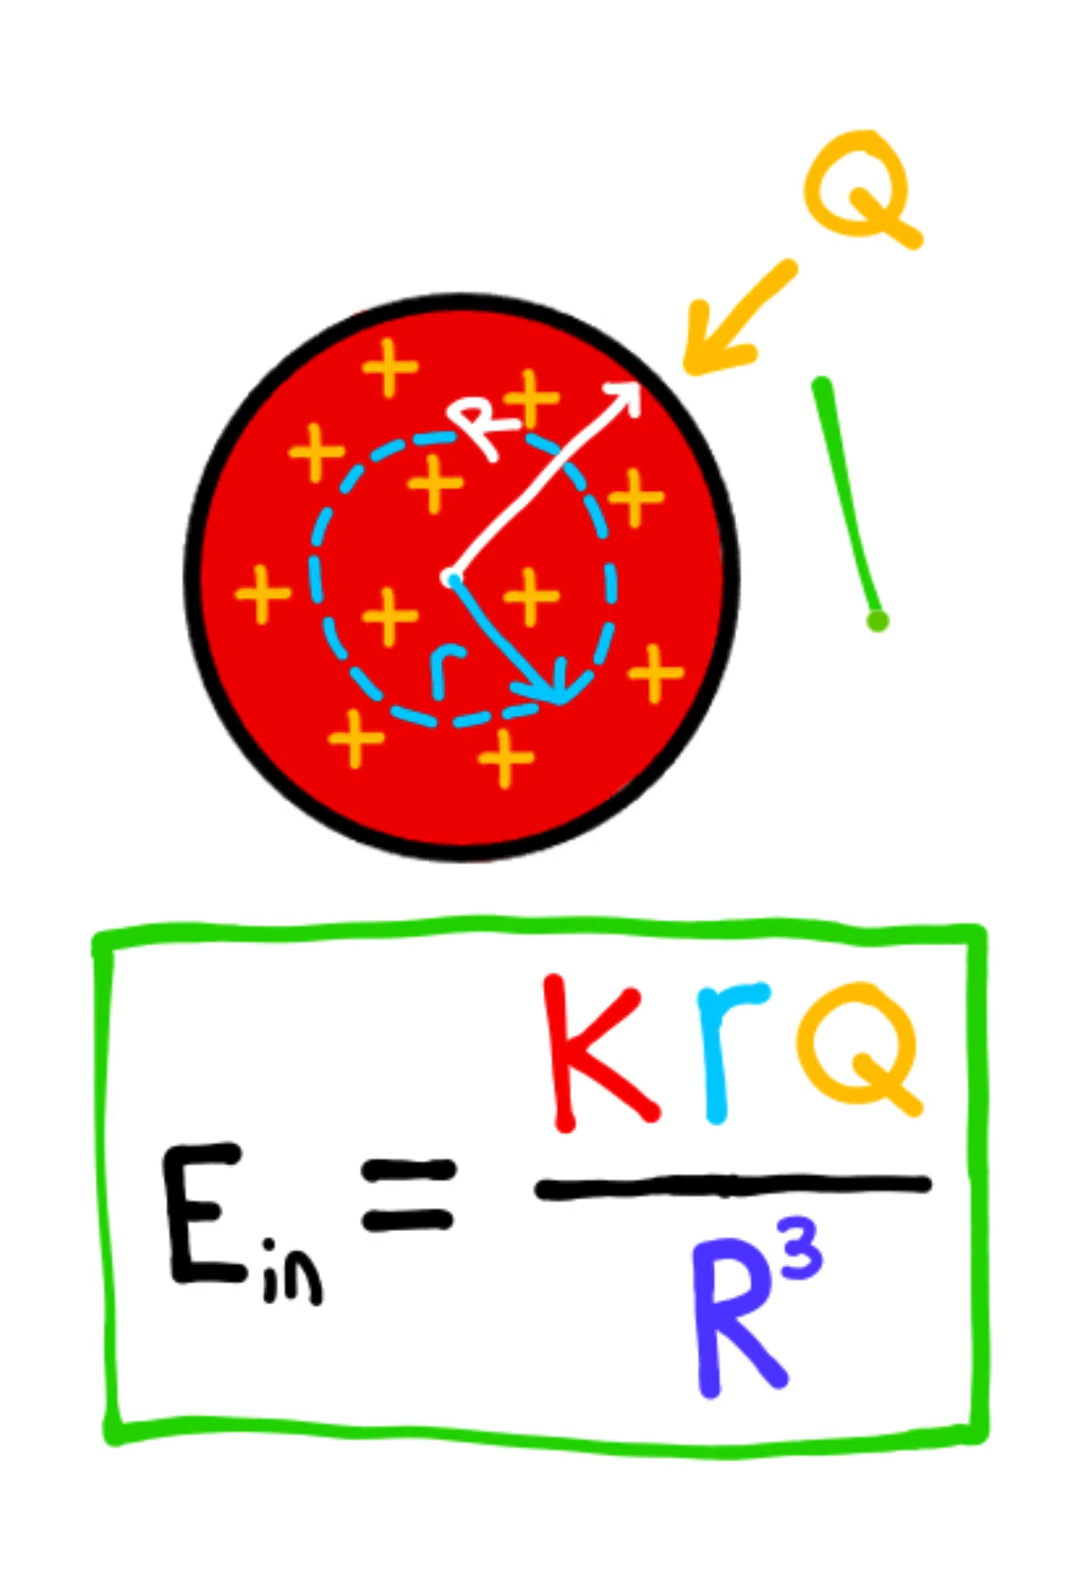 Q
R
r
E_in = KrQ / R³